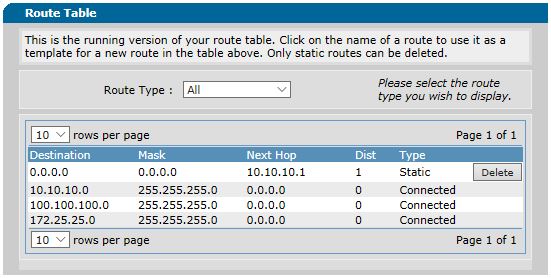 Route Table
This is the running version of your route table. Click on the name of a route to use it as a
template for a new route in the table above. Only static routes can be deleted.
Route Type : All Please select the route
type you wish to display.
10 rows per page Page 1 of 1
Destination Mask Next Hop Dist Type
0.0.0.0 0.0.0.0 10.10.10.1 1 Static Delete
10.10.10.0 255.255.255.0 0.0.0.0 0 Connected
100.100.100.0 255.255.255.0 0.0.0.0 0 Connected
172.25.25.0 255.255.255.0 0.0.0.0 0 Connected
10 rows per page Page 1 of 1